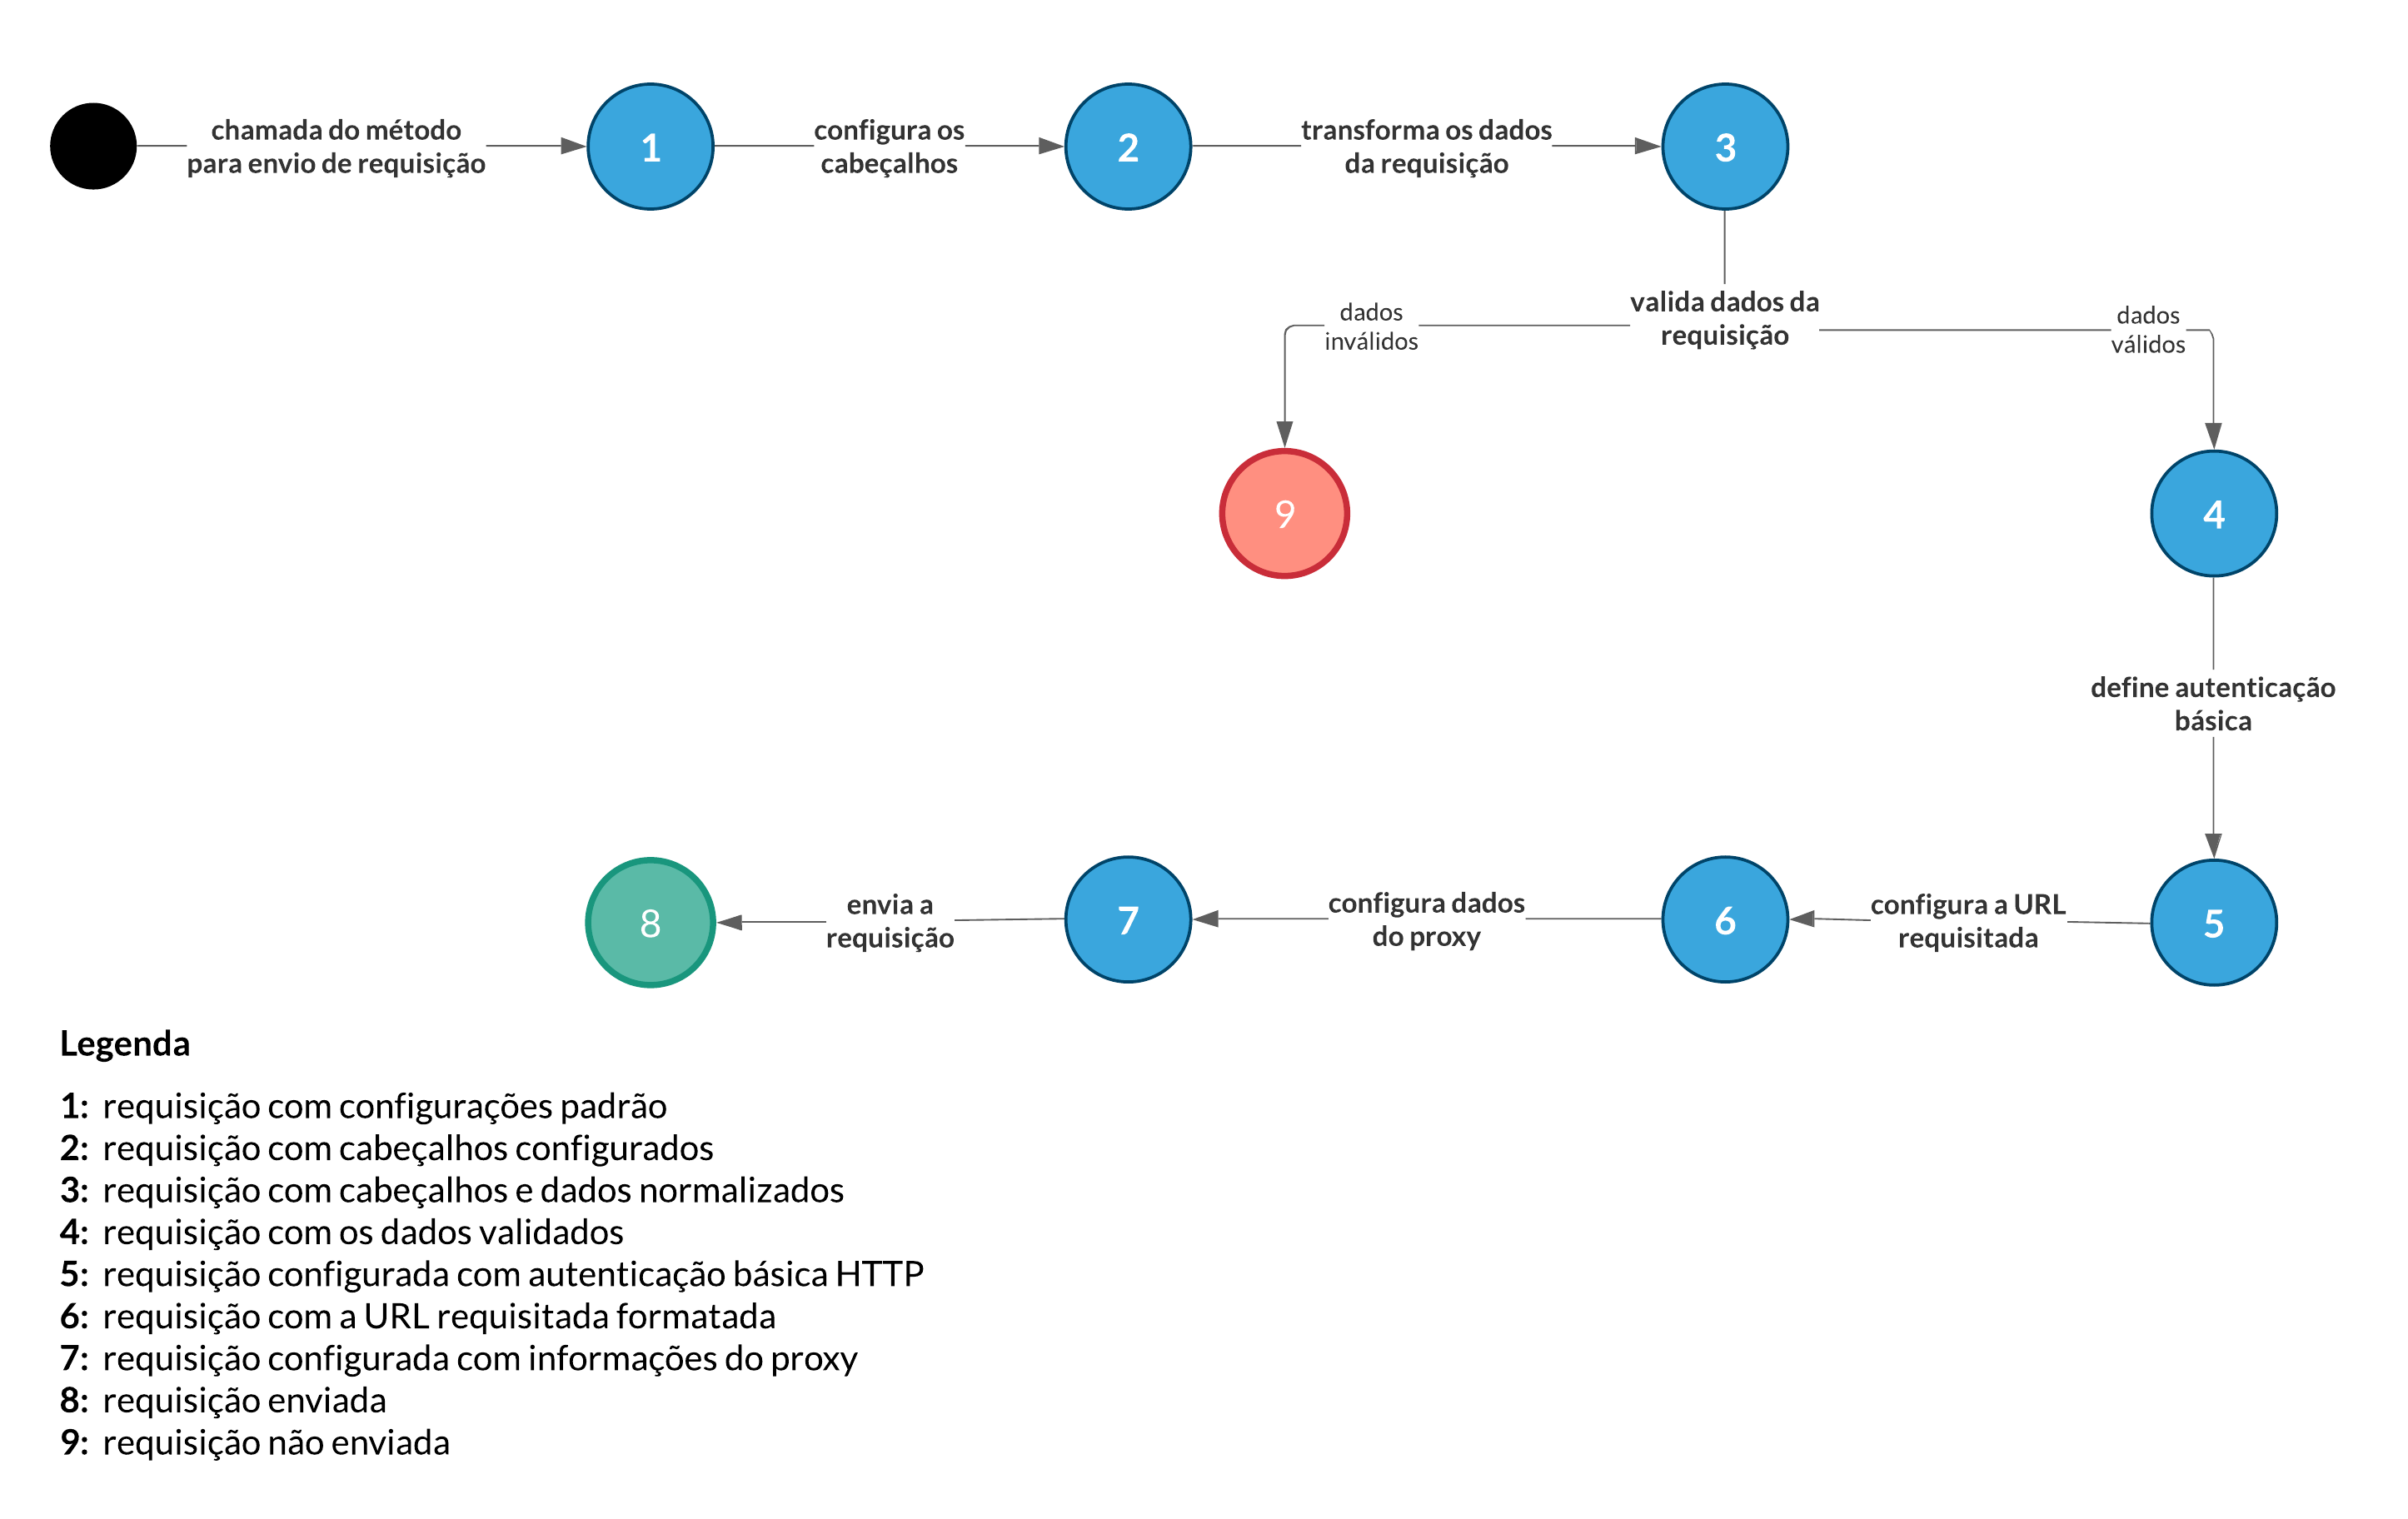 chamada do método
para envio de requisição
1
configura os
cabeçalhos
2
transforma os dados
da requisição
3
valida dados da
requisição
dados
inválidos
dados
válidos
9
4
define autenticação
básica
5
configura a URL
requisitada
6
configura dados
do proxy
7
envia a
requisição
8
Legenda
1: requisição com configurações padrão
2: requisição com cabeçalhos configurados
3: requisição com cabeçalhos e dados normalizados
4: requisição com os dados validados
5: requisição configurada com autenticação básica HTTP
6: requisição com a URL requisitada formatada
7: requisição configurada com informações do proxy
8: requisição enviada
9: requisição não enviada